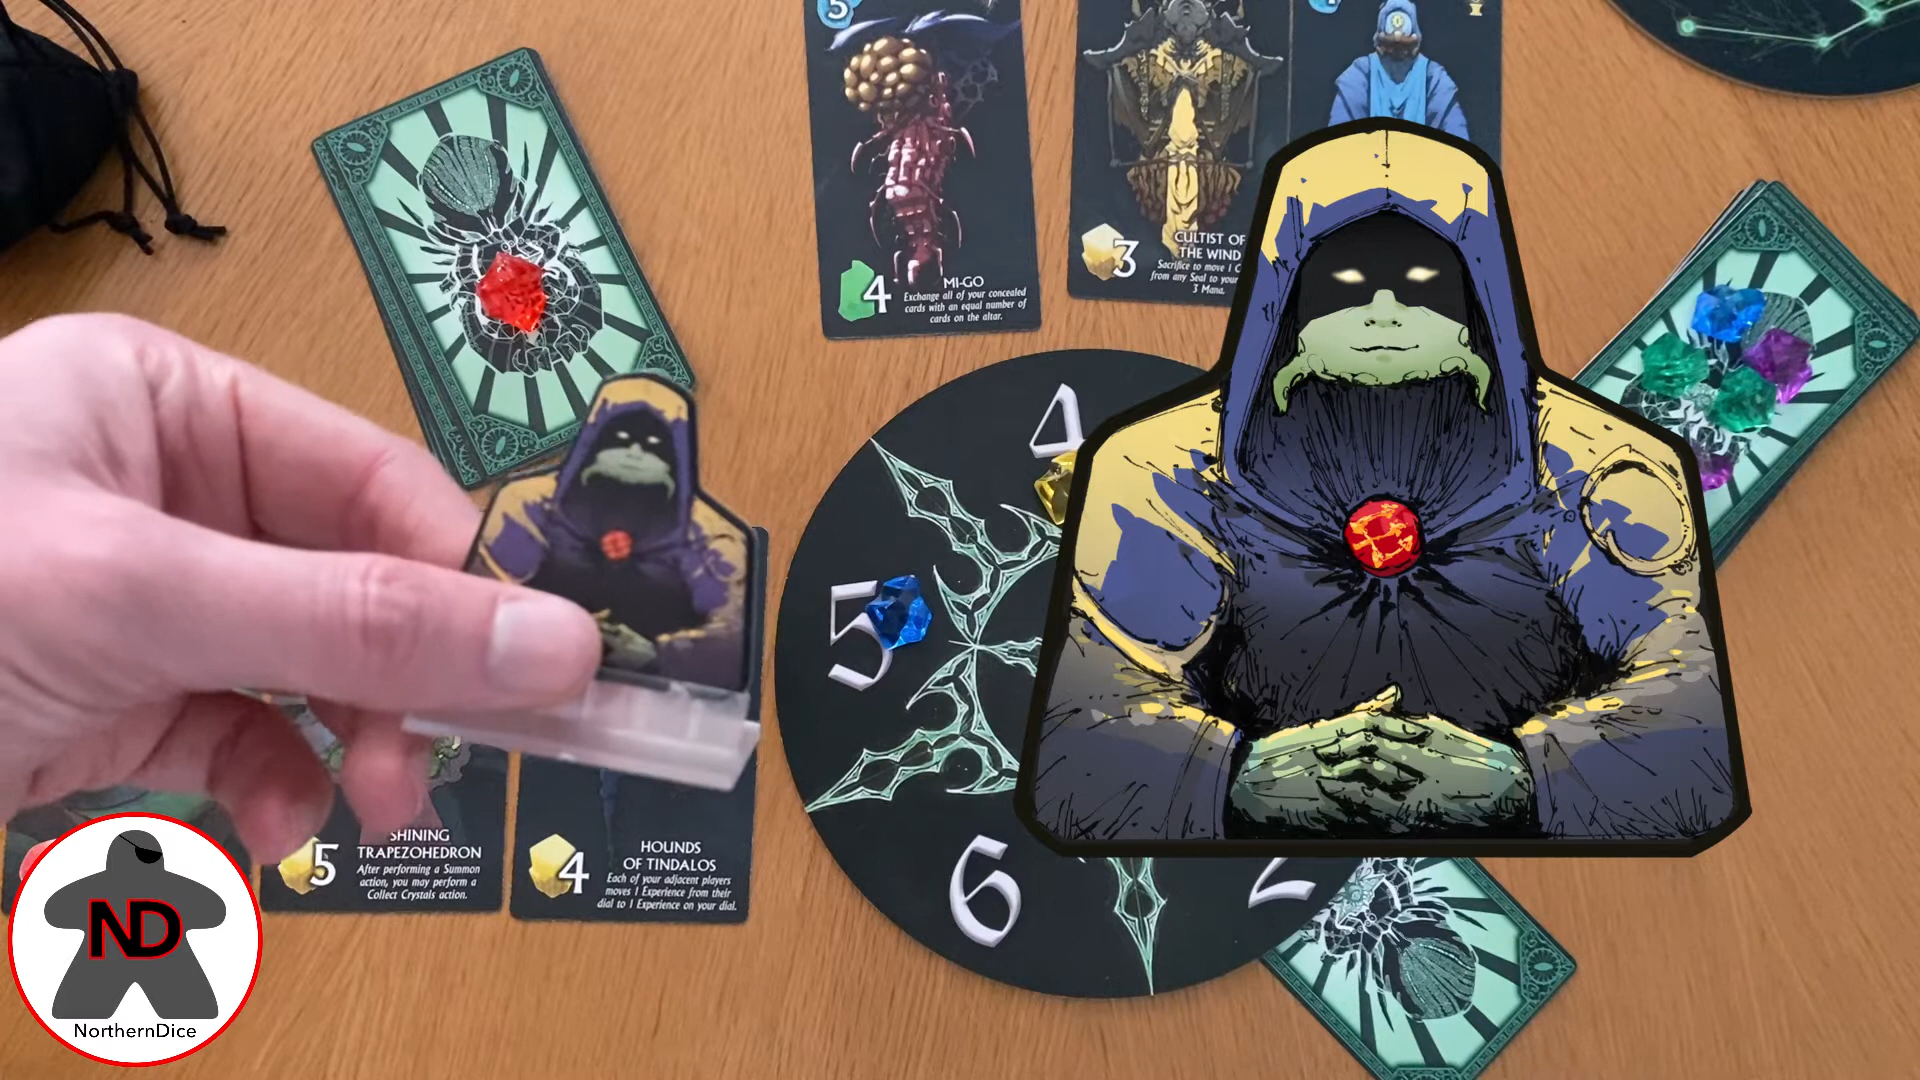 5
4
MI-GO
Exchange all of your concealed
cards with an equal number of
cards on the altar.
3
CULTIST OF
THE WIND
Sacrifice to move 1 C
from any Seal to your
3 Mana.
4
5
6
2
5
SHINING
TRAPEZOHEDRON
After performing a Summon
action, you may perform a
Collect Crystals action.
4
HOUNDS
OF TINDALOS
Each of your adjacent players
moves 1 Experience from their
dial to 1 Experience on your dial.
ND
NorthernDice